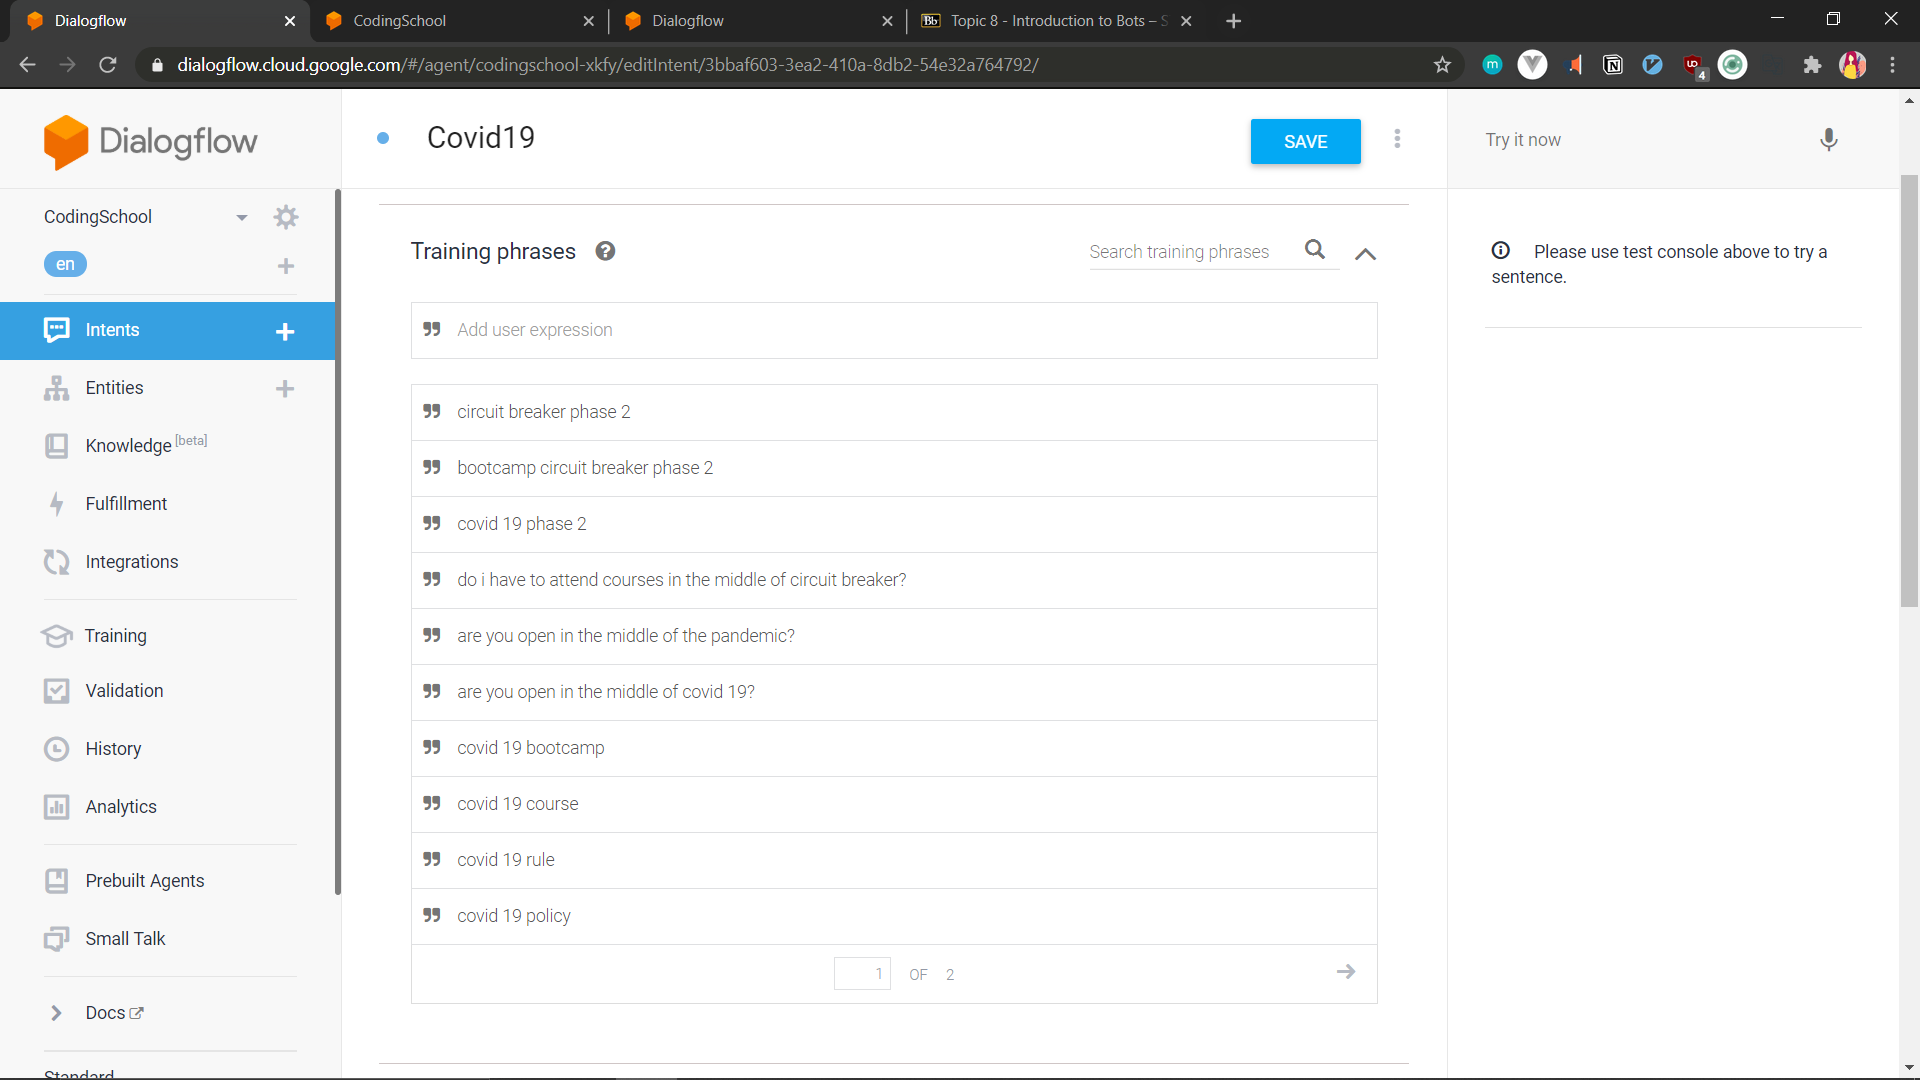 Dialogflow
CodingSchool
Dialogflow
Bb Topic 8 - Introduction to Bots – S
dialogflow.cloud.google.com/#/agent/codingschool-xkfy/editIntent/3bbaf603-3ea2-410a-8db2-54e32a764792/
m
4
Dialogflow
Covid19
SAVE
Try it now
CodingSchool
en
Training phrases
Search training phrases
Please use test console above to try a
sentence.
Intents
Add user expression
Entities
circuit breaker phase 2
Knowledge [beta]
bootcamp circuit breaker phase 2
Fulfillment
covid 19 phase 2
Integrations
do i have to attend courses in the middle of circuit breaker?
Training
are you open in the middle of the pandemic?
Validation
are you open in the middle of covid 19?
History
covid 19 bootcamp
Analytics
covid 19 course
covid 19 rule
Prebuilt Agents
covid 19 policy
Small Talk
1 OF 2
Docs
Standard